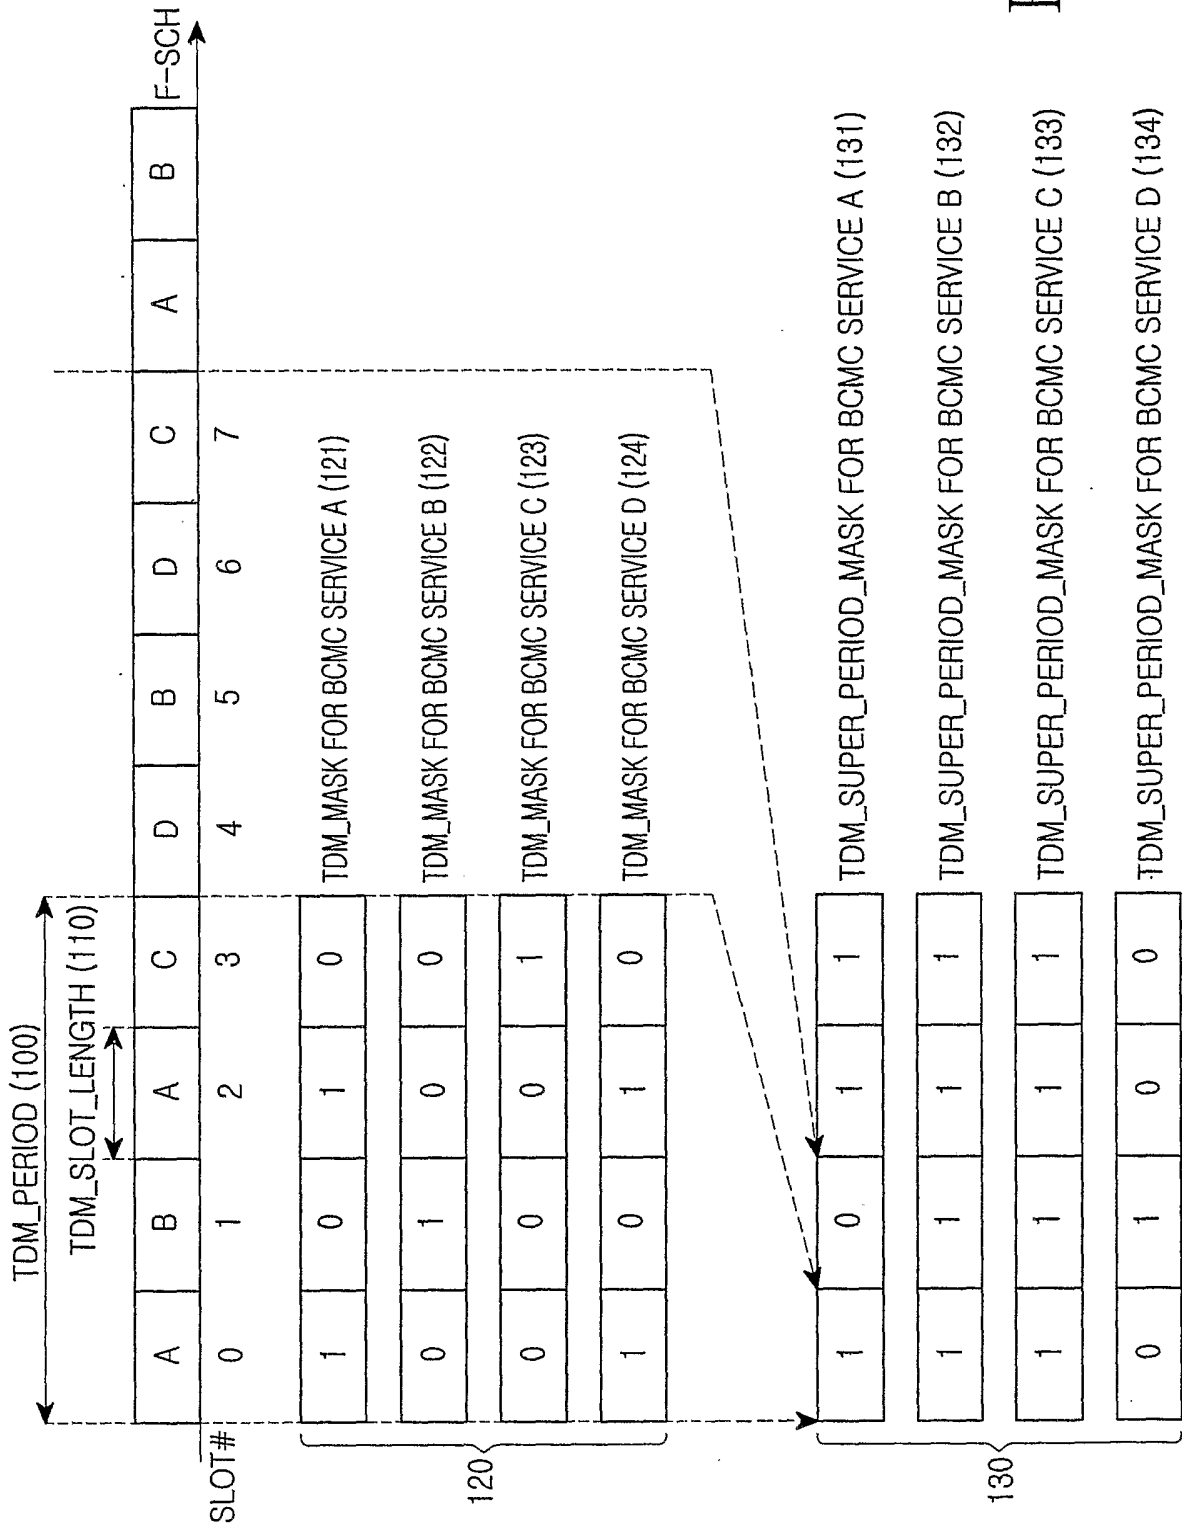 TDM_PERIOD (100)
TDM_SLOT_LENGTH (110)
A B A C D B D C A B F-SCH
SLOT# 0 1 2 3 4 5 6 7
1 0 1 0 TDM_MASK FOR BCMC SERVICE A (121)
0 1 0 0 TDM_MASK FOR BCMC SERVICE B (122)
120
0 0 0 1 TDM_MASK FOR BCMC SERVICE C (123)
1 0 1 0 TDM_MASK FOR BCMC SERVICE D (124)
1 0 1 1 TDM_SUPER_PERIOD_MASK FOR BCMC SERVICE A (131)
1 1 1 1 TDM_SUPER_PERIOD_MASK FOR BCMC SERVICE B (132)
130
1 1 1 1 TDM_SUPER_PERIOD_MASK FOR BCMC SERVICE C (133)
0 1 0 0 TDM_SUPER_PERIOD_MASK FOR BCMC SERVICE D (134)